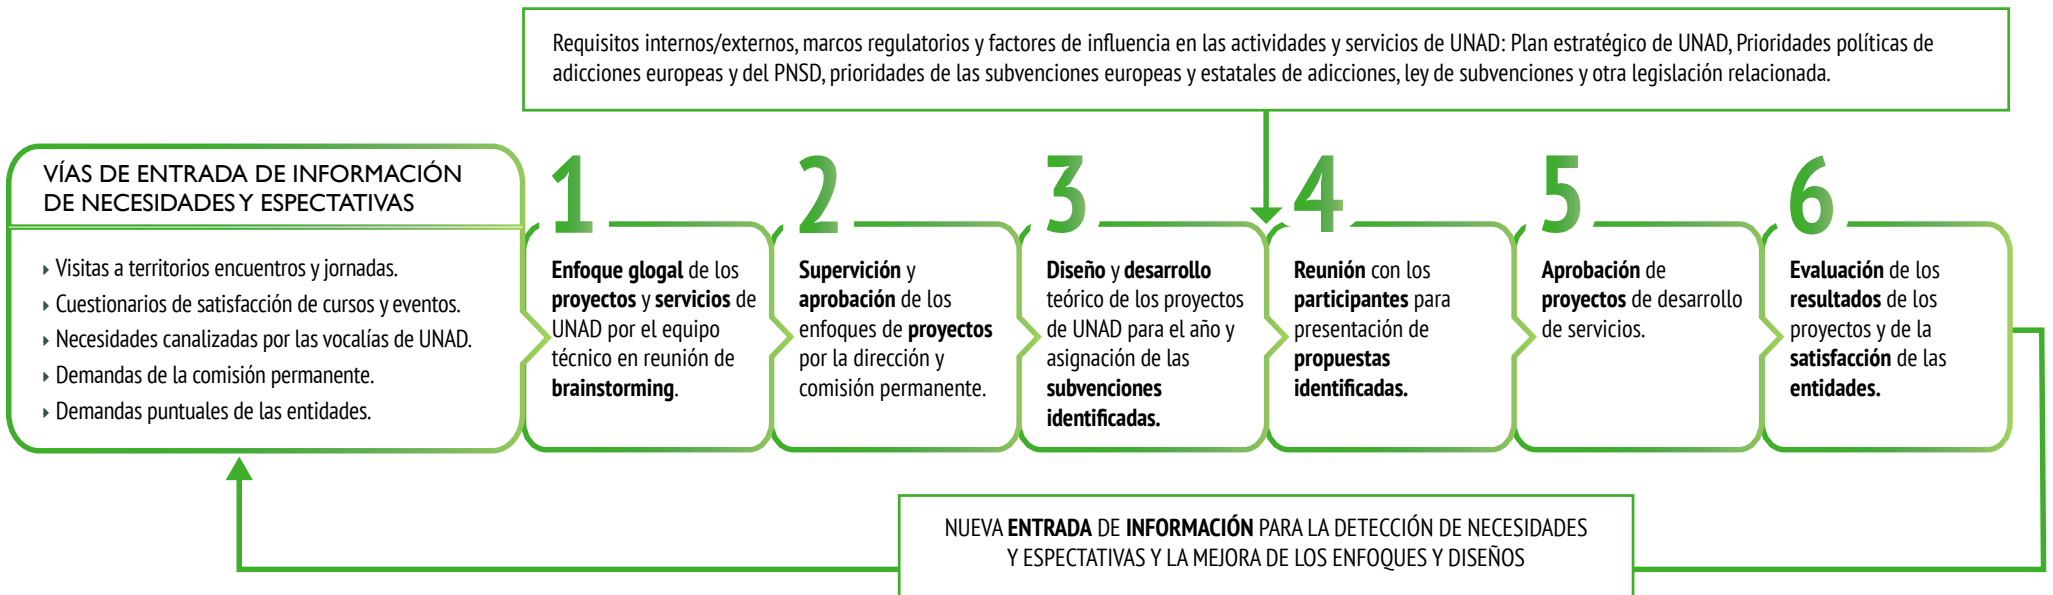 Requisitos internos/externos, marcos regulatorios y factores de influencia en las actividades y servicios de UNAD: Plan estratégico de UNAD, Prioridades políticas de
adicciones europeas y del PNSD, prioridades de las subvenciones europeas y estatales de adicciones, ley de subvenciones y otra legislación relacionada.
VÍAS DE ENTRADA DE INFORMACIÓN
DE NECESIDADES Y ESPECTATIVAS
Visitas a territorios encuentros y jornadas.
Cuestionarios de satisfacción de cursos y eventos.
Necesidades canalizadas por las vocalías de UNAD.
Demandas de la comisión permanente.
Demandas puntuales de las entidades.
1
Enfoque glogal de los
proyectos y servicios de
UNAD por el equipo
técnico en reunión de
brainstorming.
2
Supervición y
aprobación de los
enfoques de proyectos
por la dirección y
comisión permanente.
3
Diseño y desarrollo
teórico de los proyectos
de UNAD para el año y
asignación de las
subvenciones
identificadas.
4
Reunión con los
participantes para
presentación de
propuestas
identificadas.
5
Aprobación de
proyectos de desarrollo
de servicios.
6
Evaluación de los
resultados de los
proyectos y de la
satisfacción de las
entidades.
NUEVA ENTRADA DE INFORMACIÓN PARA LA DETECCIÓN DE NECESIDADES
Y ESPECTATIVAS Y LA MEJORA DE LOS ENFOQUES Y DISEÑOS